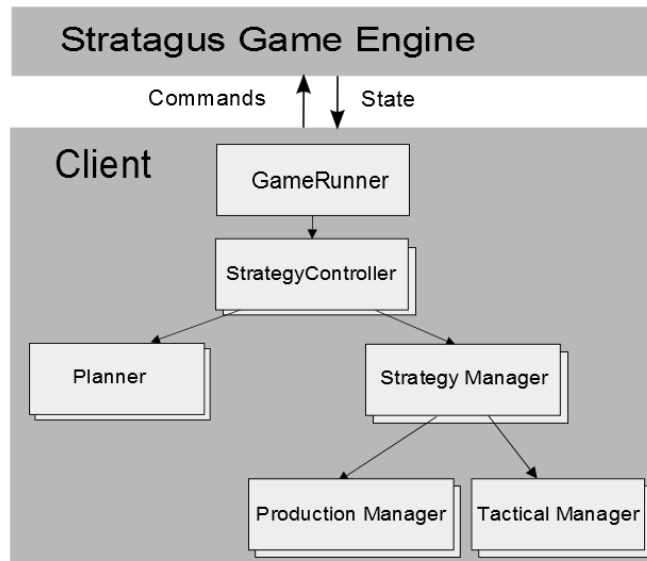 Stratagus Game Engine
Commands
State
Client
GameRunner
StrategyController
Planner
Strategy Manager
Production Manager
Tactical Manager